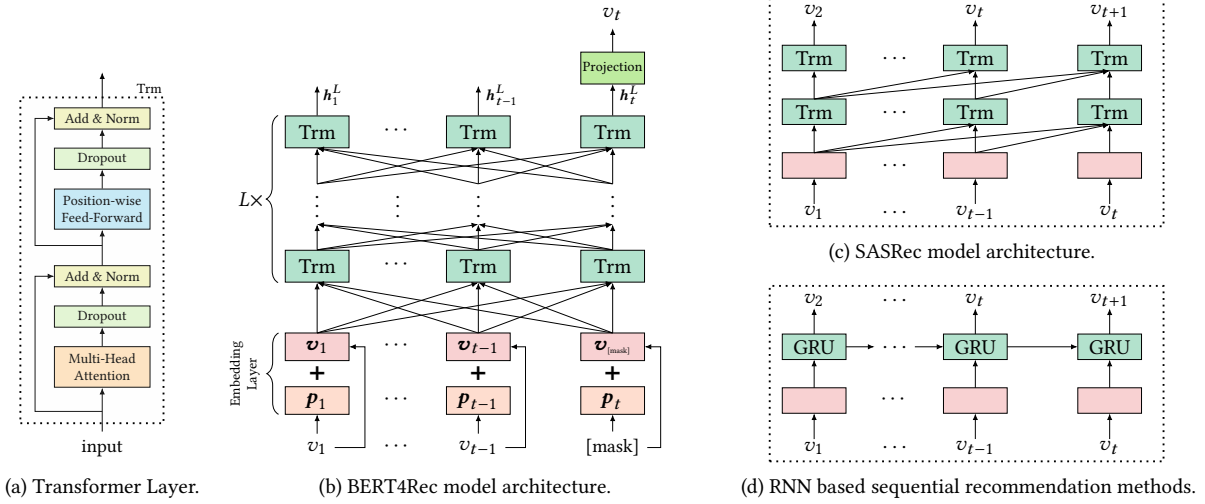 Trm
Add & Norm
Dropout
Position-wise
Feed-Forward
Add & Norm
Dropout
Multi-Head
Attention
input
(a) Transformer Layer.
v_t
Projection
h_1^L h_{t-1}^L h_t^L
Trm ··· Trm Trm
L×
Trm ··· Trm Trm
Embedding
Layer
v_1 ··· v_{t-1} v_{[mask]}
+ + +
p_1 ··· p_{t-1} p_t
v_1 ··· v_{t-1} [mask]
(b) BERT4Rec model architecture.
v_2 v_t v_{t+1}
Trm ··· Trm Trm
Trm ··· Trm Trm
v_1 ··· v_{t-1} v_t
(c) SASRec model architecture.
v_2 ··· v_t v_{t+1}
GRU ··· GRU GRU
v_1 ··· v_{t-1} v_t
(d) RNN based sequential recommendation methods.